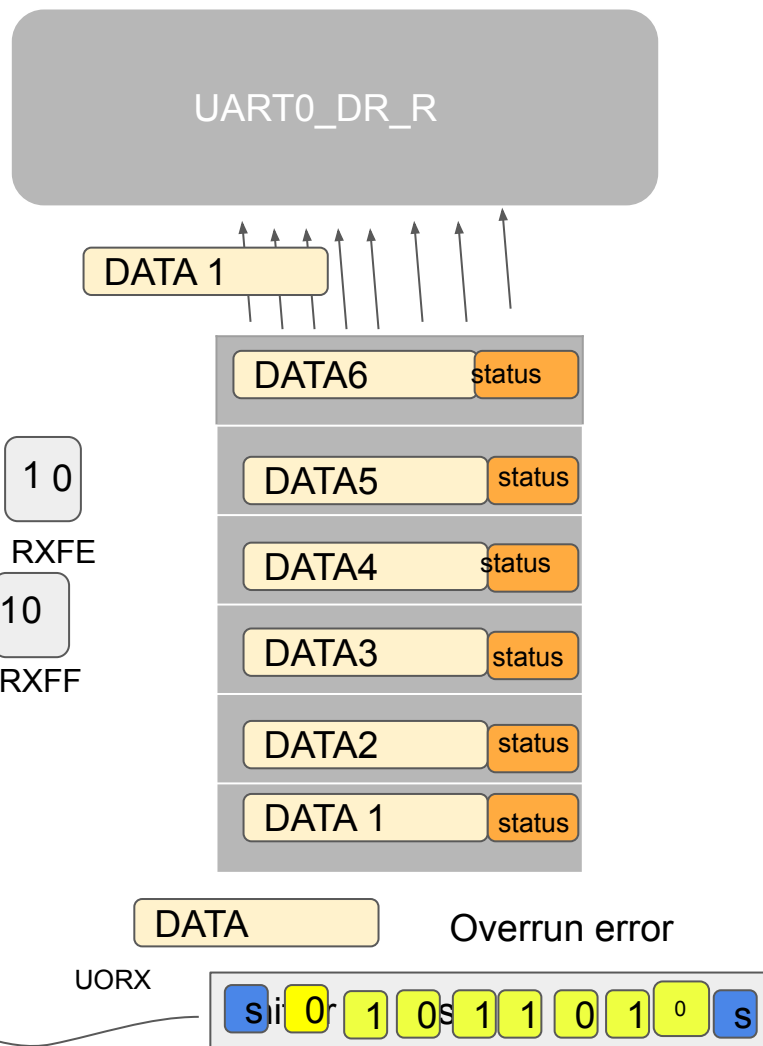 UART0_DR_R
DATA 1
DATA6 status
1 0
DATA5 status
RXFE
DATA4 status
10
DATA3 status
RXFF
DATA2 status
DATA 1 status
DATA
Overrun error
UORX
s 0 1 0 1 1 0 1 0 s